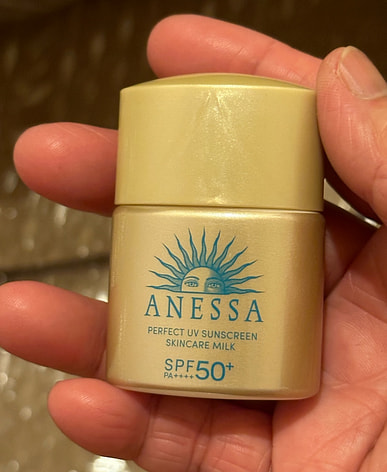 ANESSA
PERFECT UV SUNSCREEN
SKINCARE MILK
SPF50+
PA++++